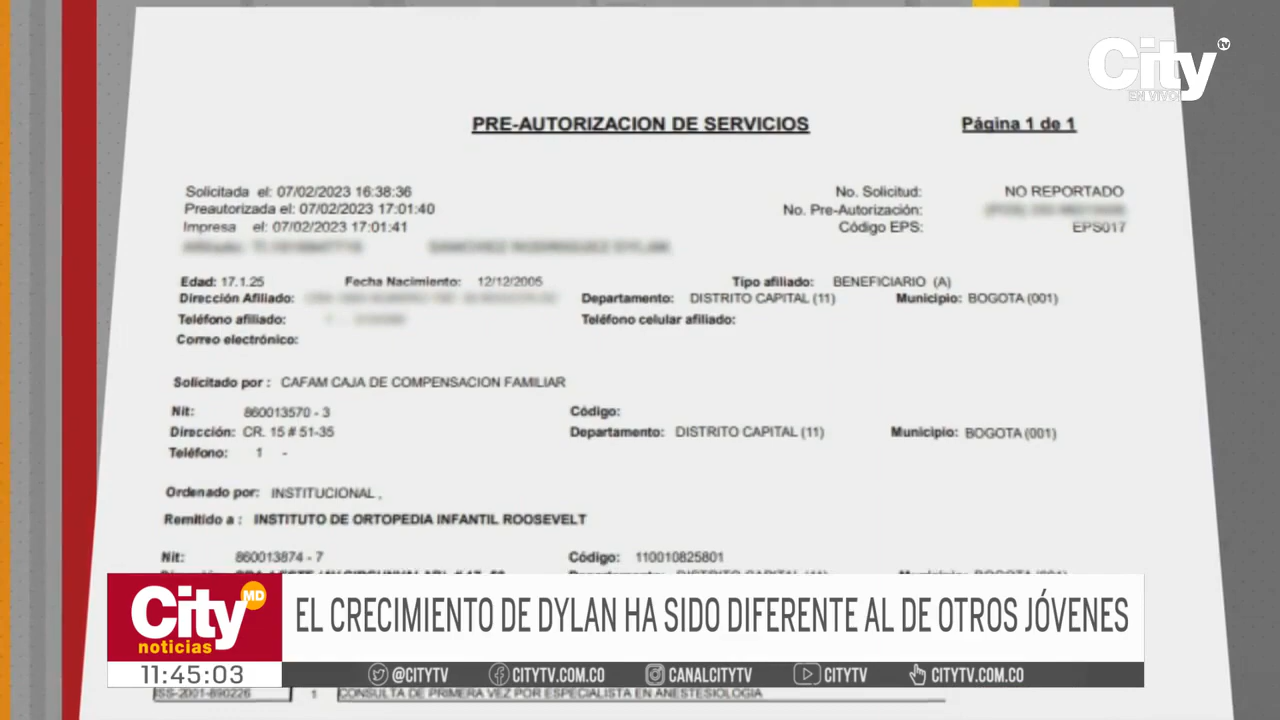 City tv
EN VIVO
PRE-AUTORIZACION DE SERVICIOS
Página 1 de 1
Solicitada el: 07/02/2023 16:38:36
No. Solicitud: NO REPORTADO
Preautorizada el: 07/02/2023 17:01:40
No. Pre-Autorización:
Impresa el: 07/02/2023 17:01:41
Código EPS: EPS017
Edad: 17.1.25 Fecha Nacimiento: 12/12/2005 Tipo afiliado: BENEFICIARIO (A)
Dirección Afiliado: Departamento: DISTRITO CAPITAL (11) Municipio: BOGOTA (001)
Teléfono afiliado: Teléfono celular afiliado:
Correo electrónico:
Solicitado por : CAFAM CAJA DE COMPENSACION FAMILIAR
Nit: 860013570 - 3 Código:
Dirección: CR. 15 # 51-35 Departamento: DISTRITO CAPITAL (11) Municipio: BOGOTA (001)
Teléfono: 1 -
Ordenado por: INSTITUCIONAL ,
Remitido a : INSTITUTO DE ORTOPEDIA INFANTIL ROOSEVELT
Nit: 860013874 - 7 Código: 110010825801
City MD
noticias
EL CRECIMIENTO DE DYLAN HA SIDO DIFERENTE AL DE OTROS JÓVENES
11:45:03
@CITYTV CITYTV.COM.CO CANALCITYTV CITYTV CITYTV.COM.CO
ISS-2001-890226 1 CONSULTA DE PRIMERA VEZ POR ESPECIALISTA EN ANESTESIOLOGIA